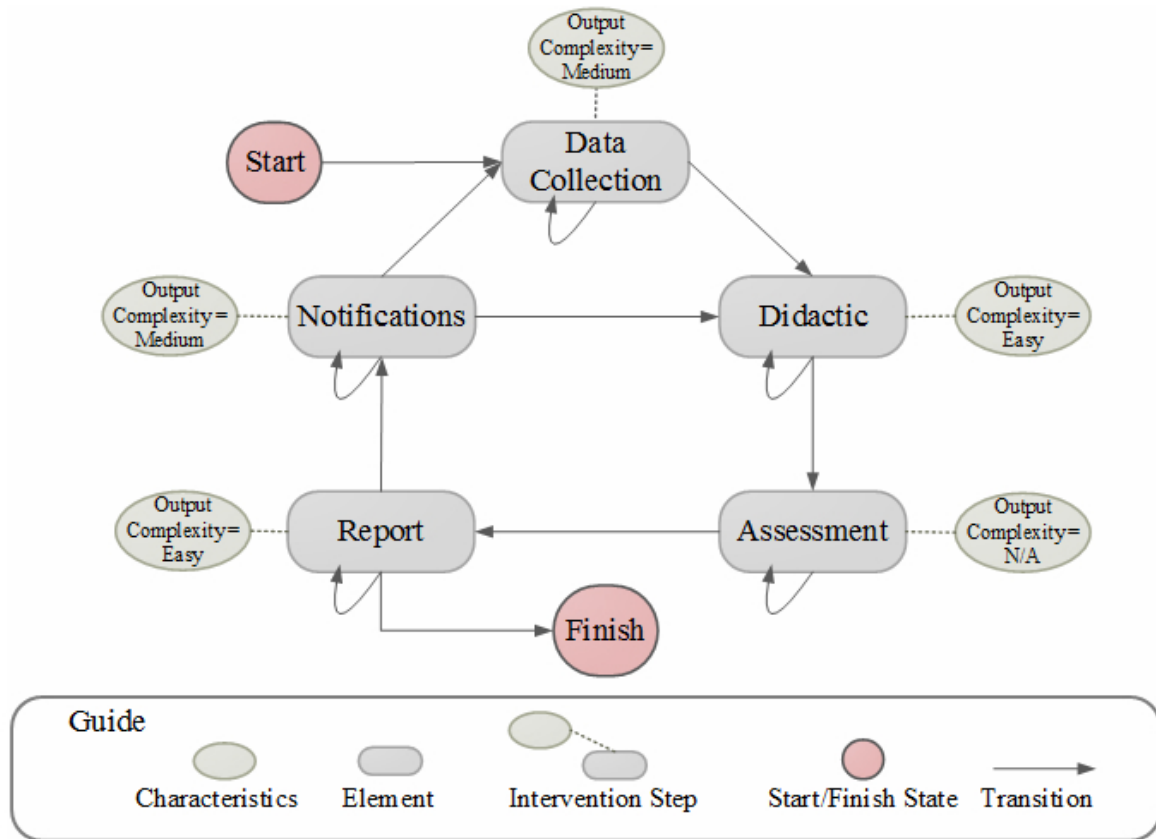 Output
Complexity=
Medium
Start
Data
Collection
Output
Complexity=
Medium
Notifications
Didactic
Output
Complexity=
Easy
Output
Complexity=
Easy
Report
Assessment
Output
Complexity=
N/A
Finish
Guide
Characteristics
Element
Intervention Step
Start/Finish State
Transition